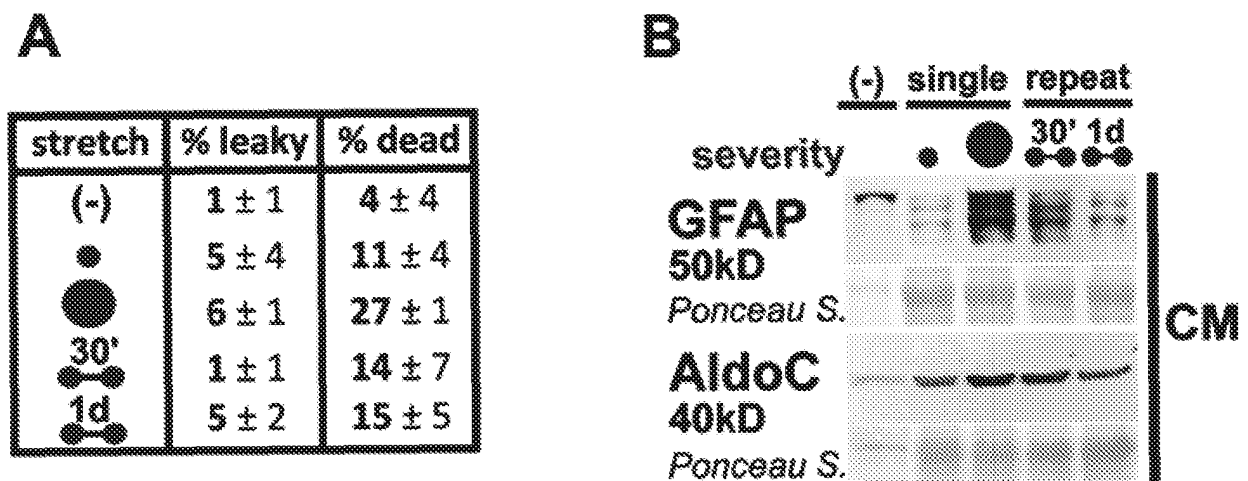 A
stretch % leaky % dead
(-) 1 ± 1 4 ± 4
5 ± 4 11 ± 4
6 ± 1 27 ± 1
30' 1 ± 1 14 ± 7
1d 5 ± 2 15 ± 5
B
(-) single repeat
severity 30' 1d
GFAP
50kD
Ponceau S.
AldoC
40kD
Ponceau S.
CM